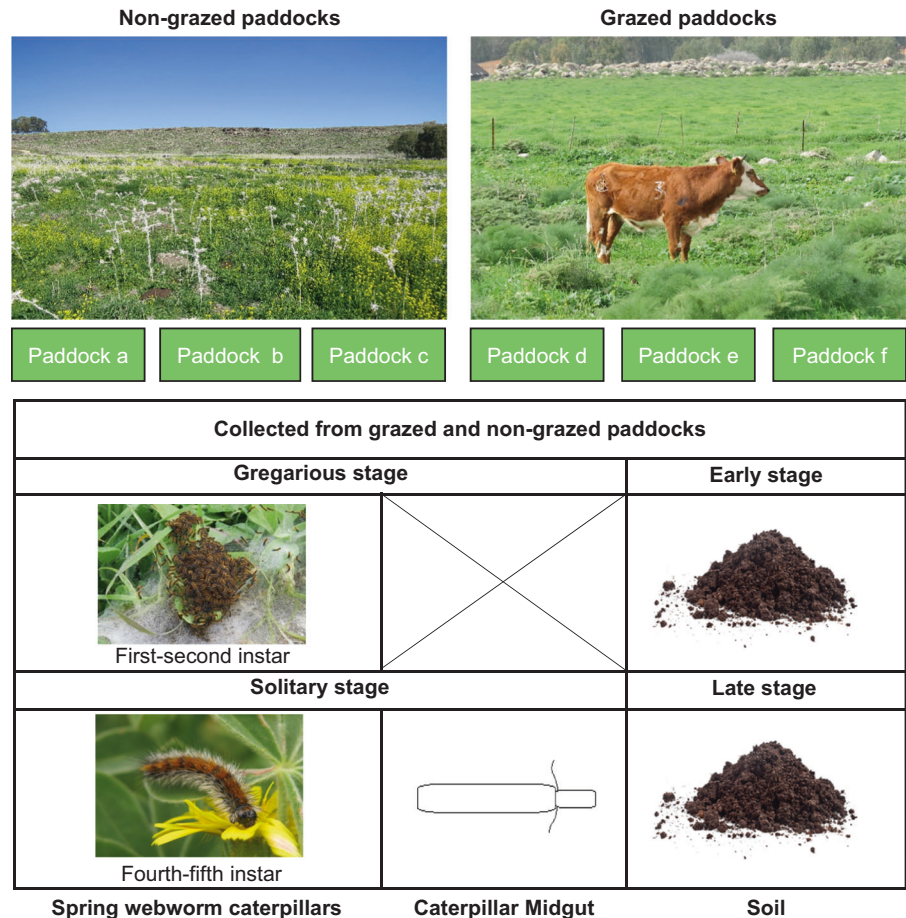 Non-grazed paddocks
Grazed paddocks
Paddock a
Paddock b
Paddock c
Paddock d
Paddock e
Paddock f
Collected from grazed and non-grazed paddocks
Gregarious stage
Early stage
First-second instar
Solitary stage
Late stage
Fourth-fifth instar
Spring webworm caterpillars
Caterpillar Midgut
Soil